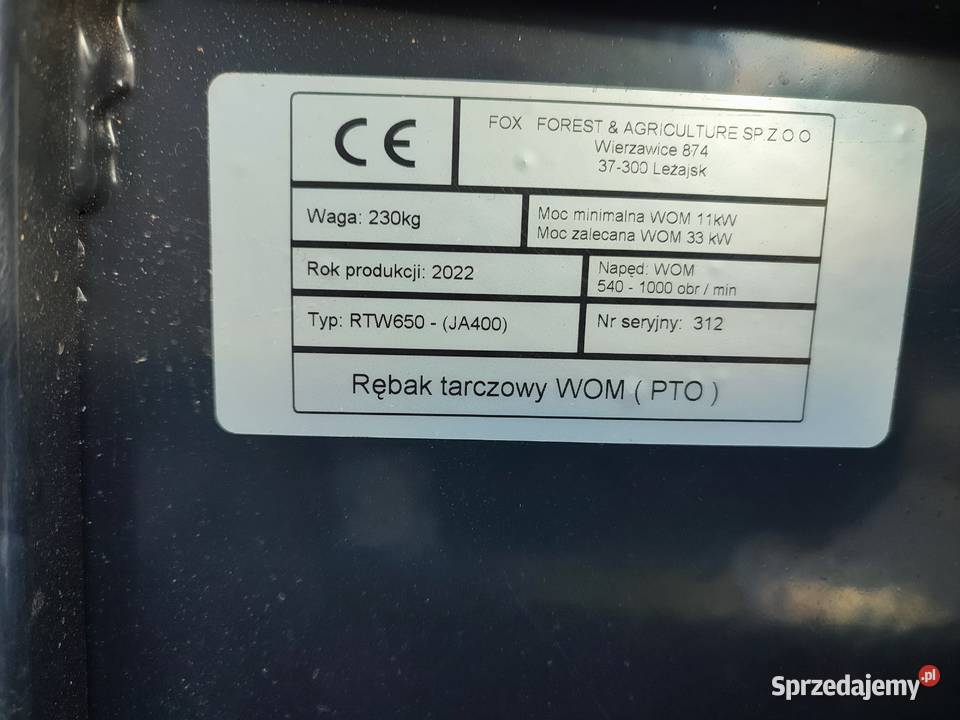 CE
FOX FOREST & AGRICULTURE SP.Z O.O
Wierzawice 874
37-300 Leżajsk
Waga: 230kg
Moc minimalna WOM 11kW
Moc zalecana WOM 33 kW
Rok produkcji: 2022
Napęd: WOM
540 - 1000 obr / min
Typ: RTW650 - (JA400)
Nr seryjny: 312
Rębak tarczowy WOM ( PTO )
Sprzedajemy.pl